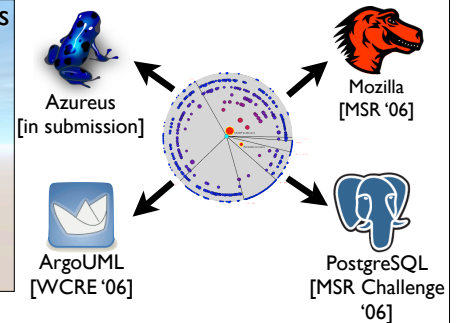 s
Azureus
[in submission]
Mozilla
[MSR ‘06]
ArgoUML
[WCRE ‘06]
PostgreSQL
[MSR Challenge
‘06]